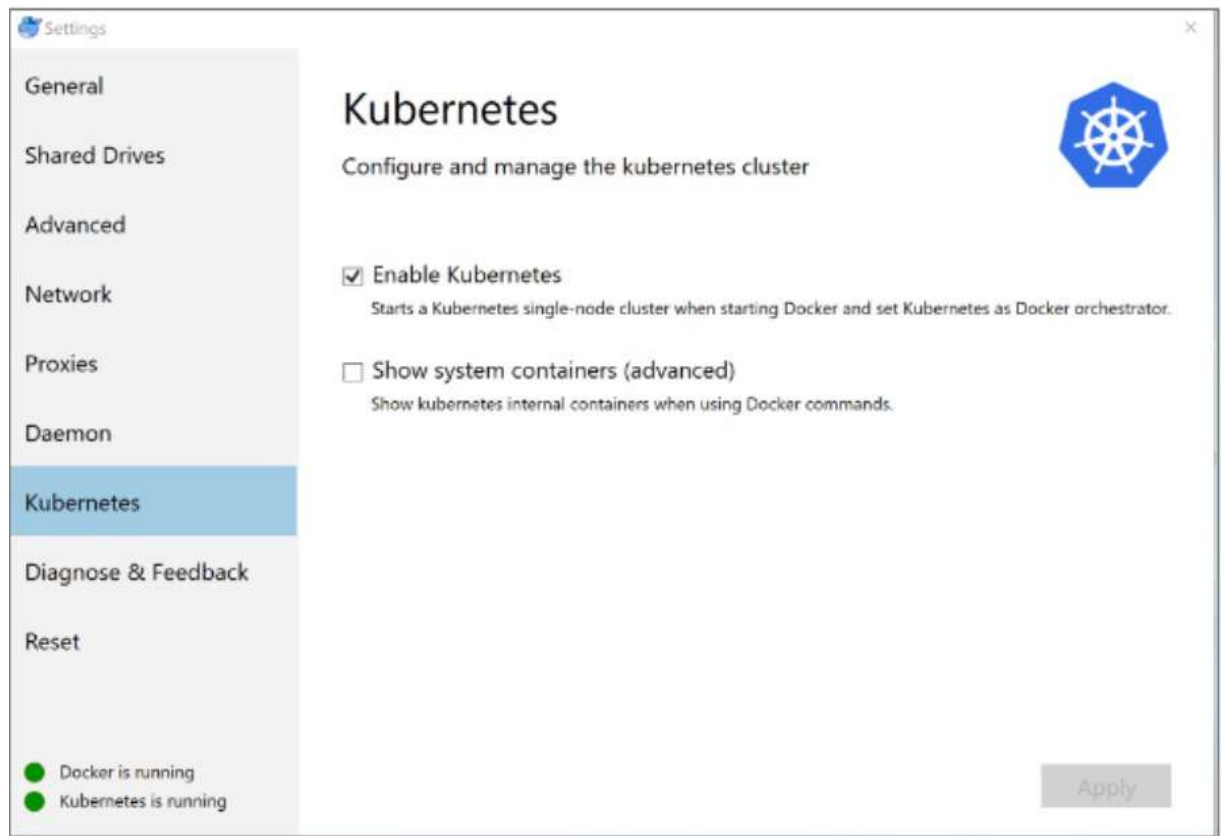 Settings
General
Shared Drives
Advanced
Network
Proxies
Daemon
Kubernetes
Diagnose & Feedback
Reset
Docker is running
Kubernetes is running
Kubernetes
Configure and manage the kubernetes cluster
Enable Kubernetes
Starts a Kubernetes single-node cluster when starting Docker and set Kubernetes as Docker orchestrator.
Show system containers (advanced)
Show kubernetes internal containers when using Docker commands.
Apply